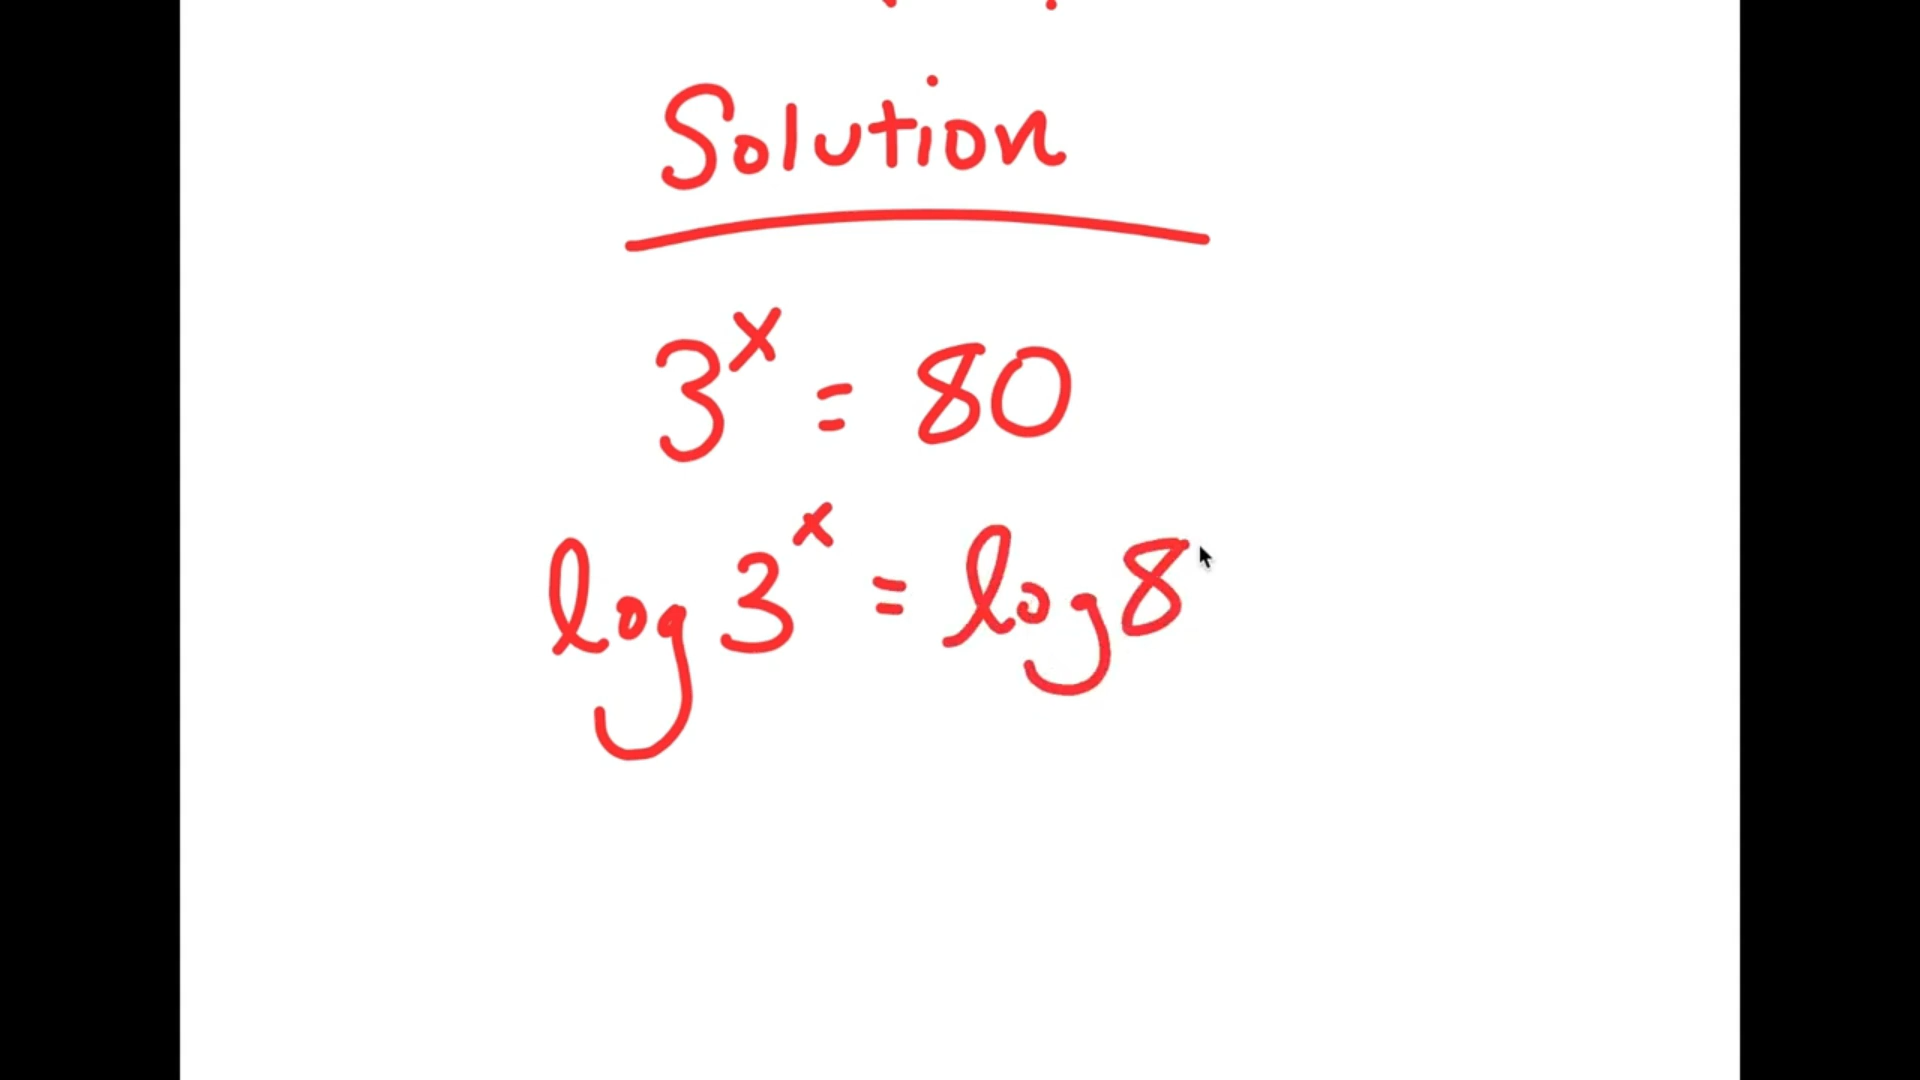 Solution
3^x = 80
log 3^x = log 8